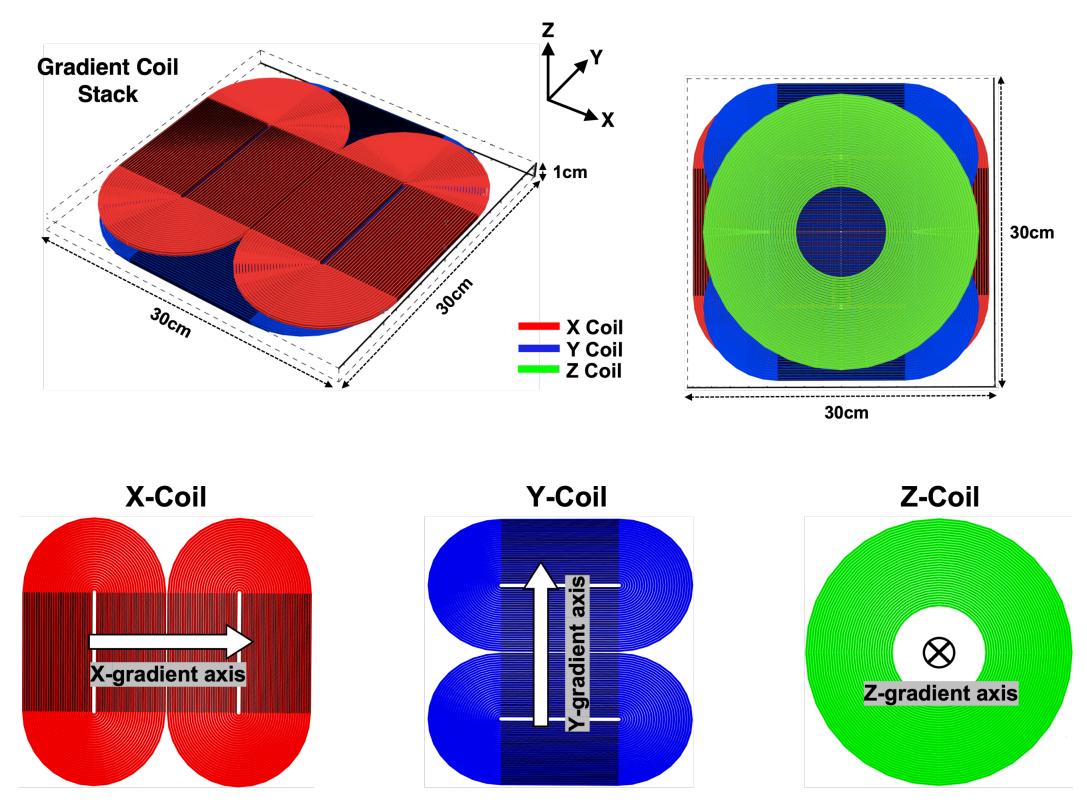 Gradient Coil
Stack
Z
Y
X
1cm
30cm
30cm
X Coil
Y Coil
Z Coil
30cm
30cm
X-Coil
Y-Coil
Z-Coil
X-gradient axis
Y-gradient axis
Z-gradient axis